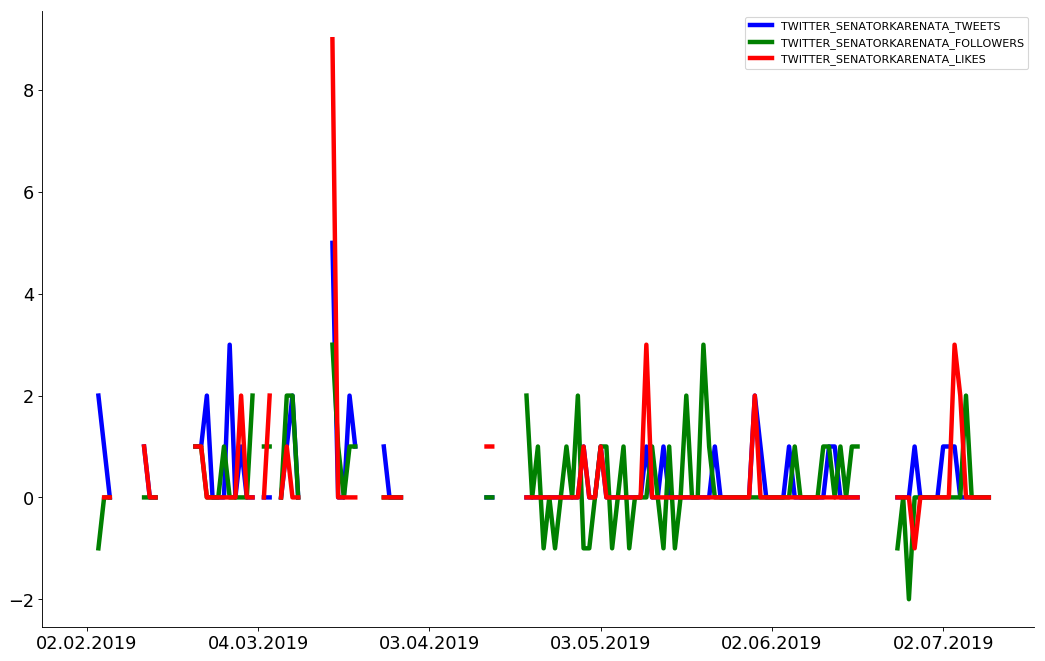 TWITTER_SENATORKARENATA_TWEETS
TWITTER_SENATORKARENATA_FOLLOWERS
TWITTER_SENATORKARENATA_LIKES
8
6
4
2
0
−2
02.02.2019 04.03.2019 03.04.2019 03.05.2019 02.06.2019 02.07.2019